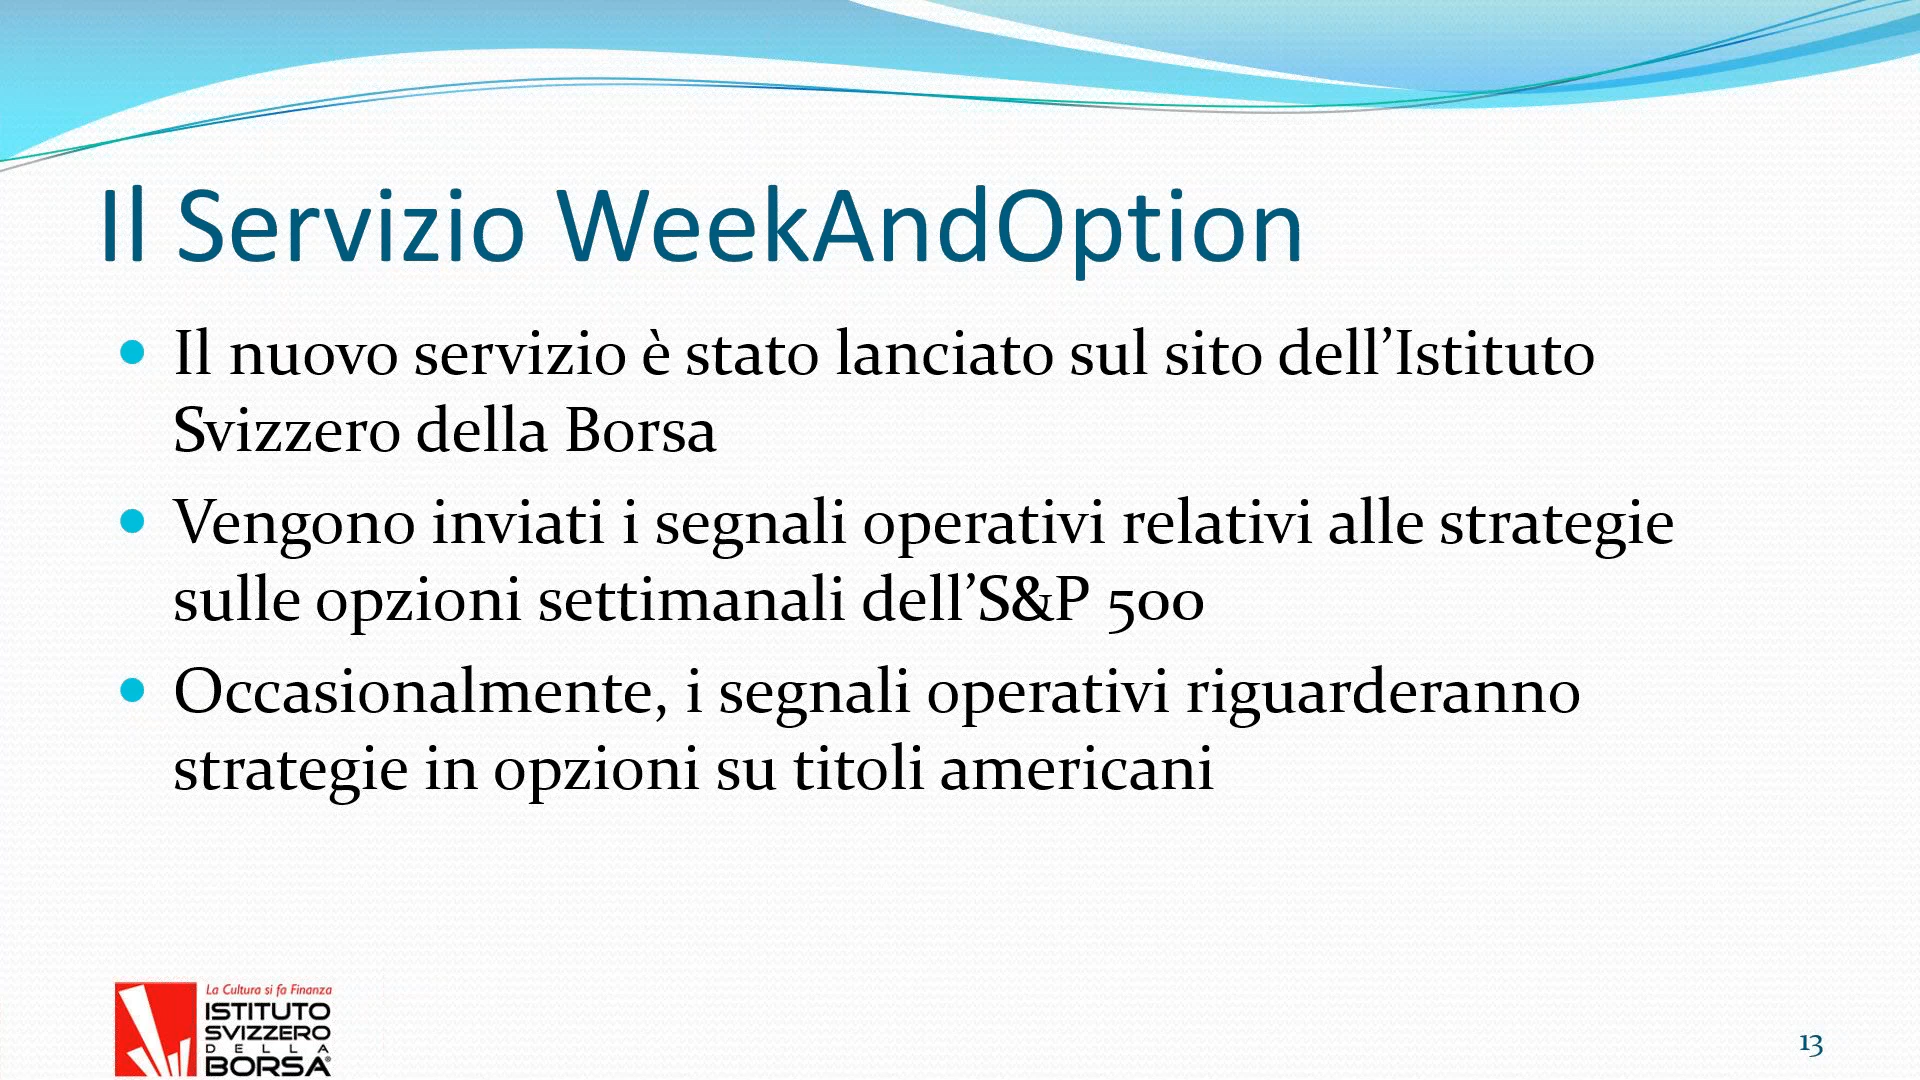 Il Servizio WeekAndOption
Il nuovo servizio è stato lanciato sul sito dell’Istituto
Svizzero della Borsa
Vengono inviati i segnali operativi relativi alle strategie
sulle opzioni settimanali dell’S&P 500
Occasionalmente, i segnali operativi riguarderanno
strategie in opzioni su titoli americani
La Cultura si fa Finanza
ISTITUTO
SVIZZERO
DELLA
BORSA®
13